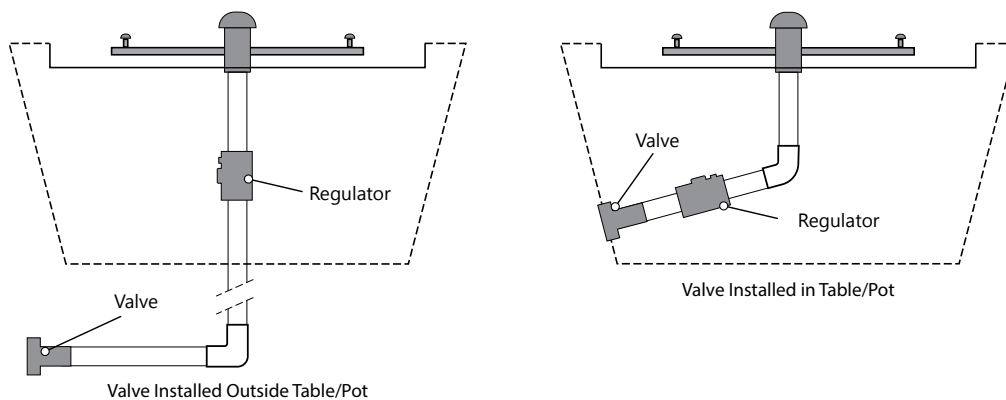 Regulator
Valve
Valve Installed Outside Table/Pot
Valve
Regulator
Valve Installed in Table/Pot